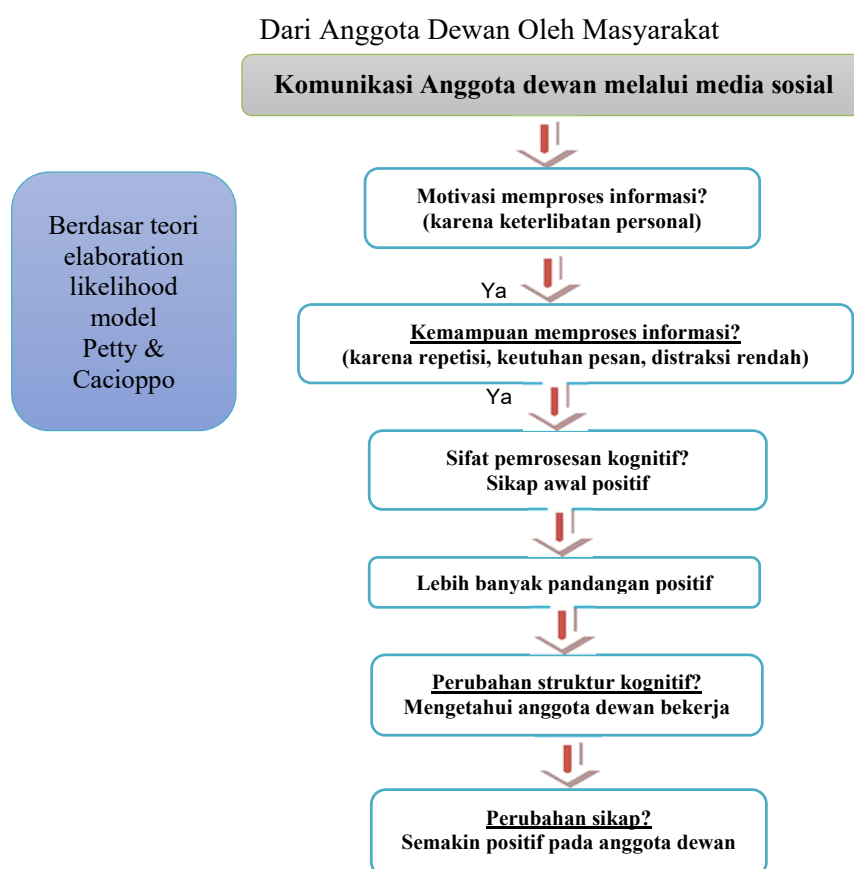 Dari Anggota Dewan Oleh Masyarakat
Komunikasi Anggota dewan melalui media sosial
Motivasi memproses informasi?
(karena keterlibatan personal)
Berdasar teori
elaboration
likelihood
model
Petty &
Cacioppo
Ya
Kemampuan memproses informasi?
(karena repetisi, keutuhan pesan, distraksi rendah)
Ya
Sifat pemrosesan kognitif?
Sikap awal positif
Lebih banyak pandangan positif
Perubahan struktur kognitif?
Mengetahui anggota dewan bekerja
Perubahan sikap?
Semakin positif pada anggota dewan